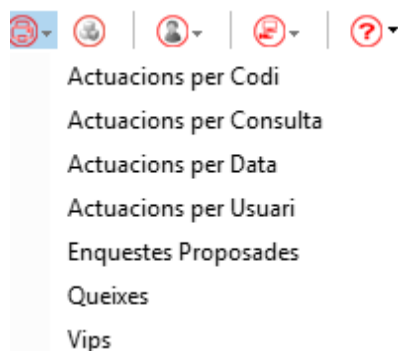 Actuacions per Codi
Actuacions per Consulta
Actuacions per Data
Actuacions per Usuari
Enquestes Proposades
Queixes
Vips